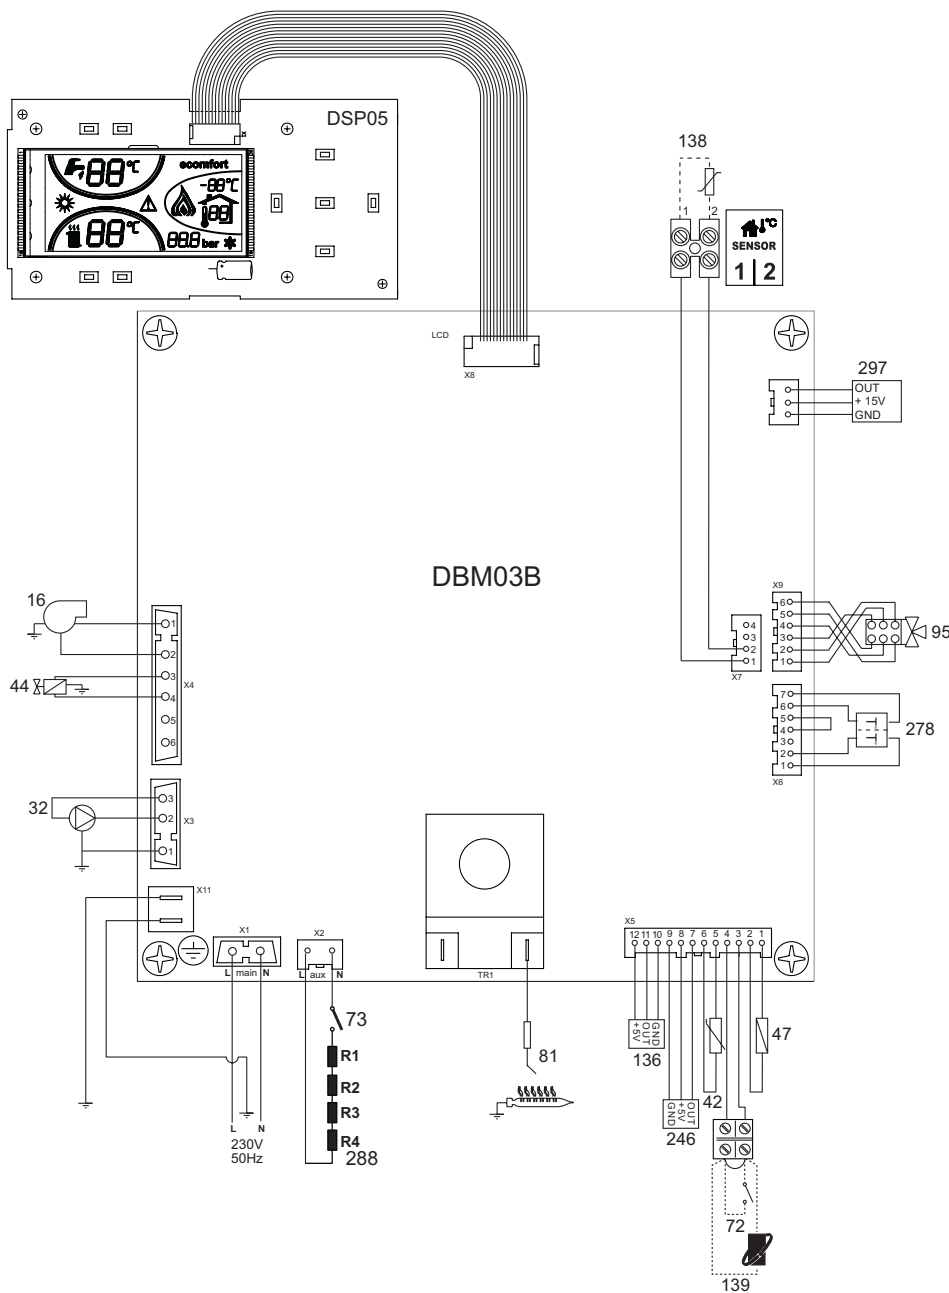 DSP05
88°C
ecomfort
-88°C
88
88°C
88.8 bar
138
1 2
°C
SENSOR
1 2
LCD
X8
297
OUT
+ 15V
GND
DBM03B
16
1
2
3
4
5
6
X4
44
X9
6
5
4
3
2
1
95
4
3
2
1
X7
7
6
5
4
3
2
1
X6
278
32
3
2
1
X3
X11
X1
L main N
X2
L aux N
TR1
X5
12 11 10 9 8 7 6 5 4 3 2 1
73
R1
R2
R3
R4
288
L N
230V
50Hz
81
+5V
OUT
GND
136
GND
+5V
OUT
246
42
47
72
139